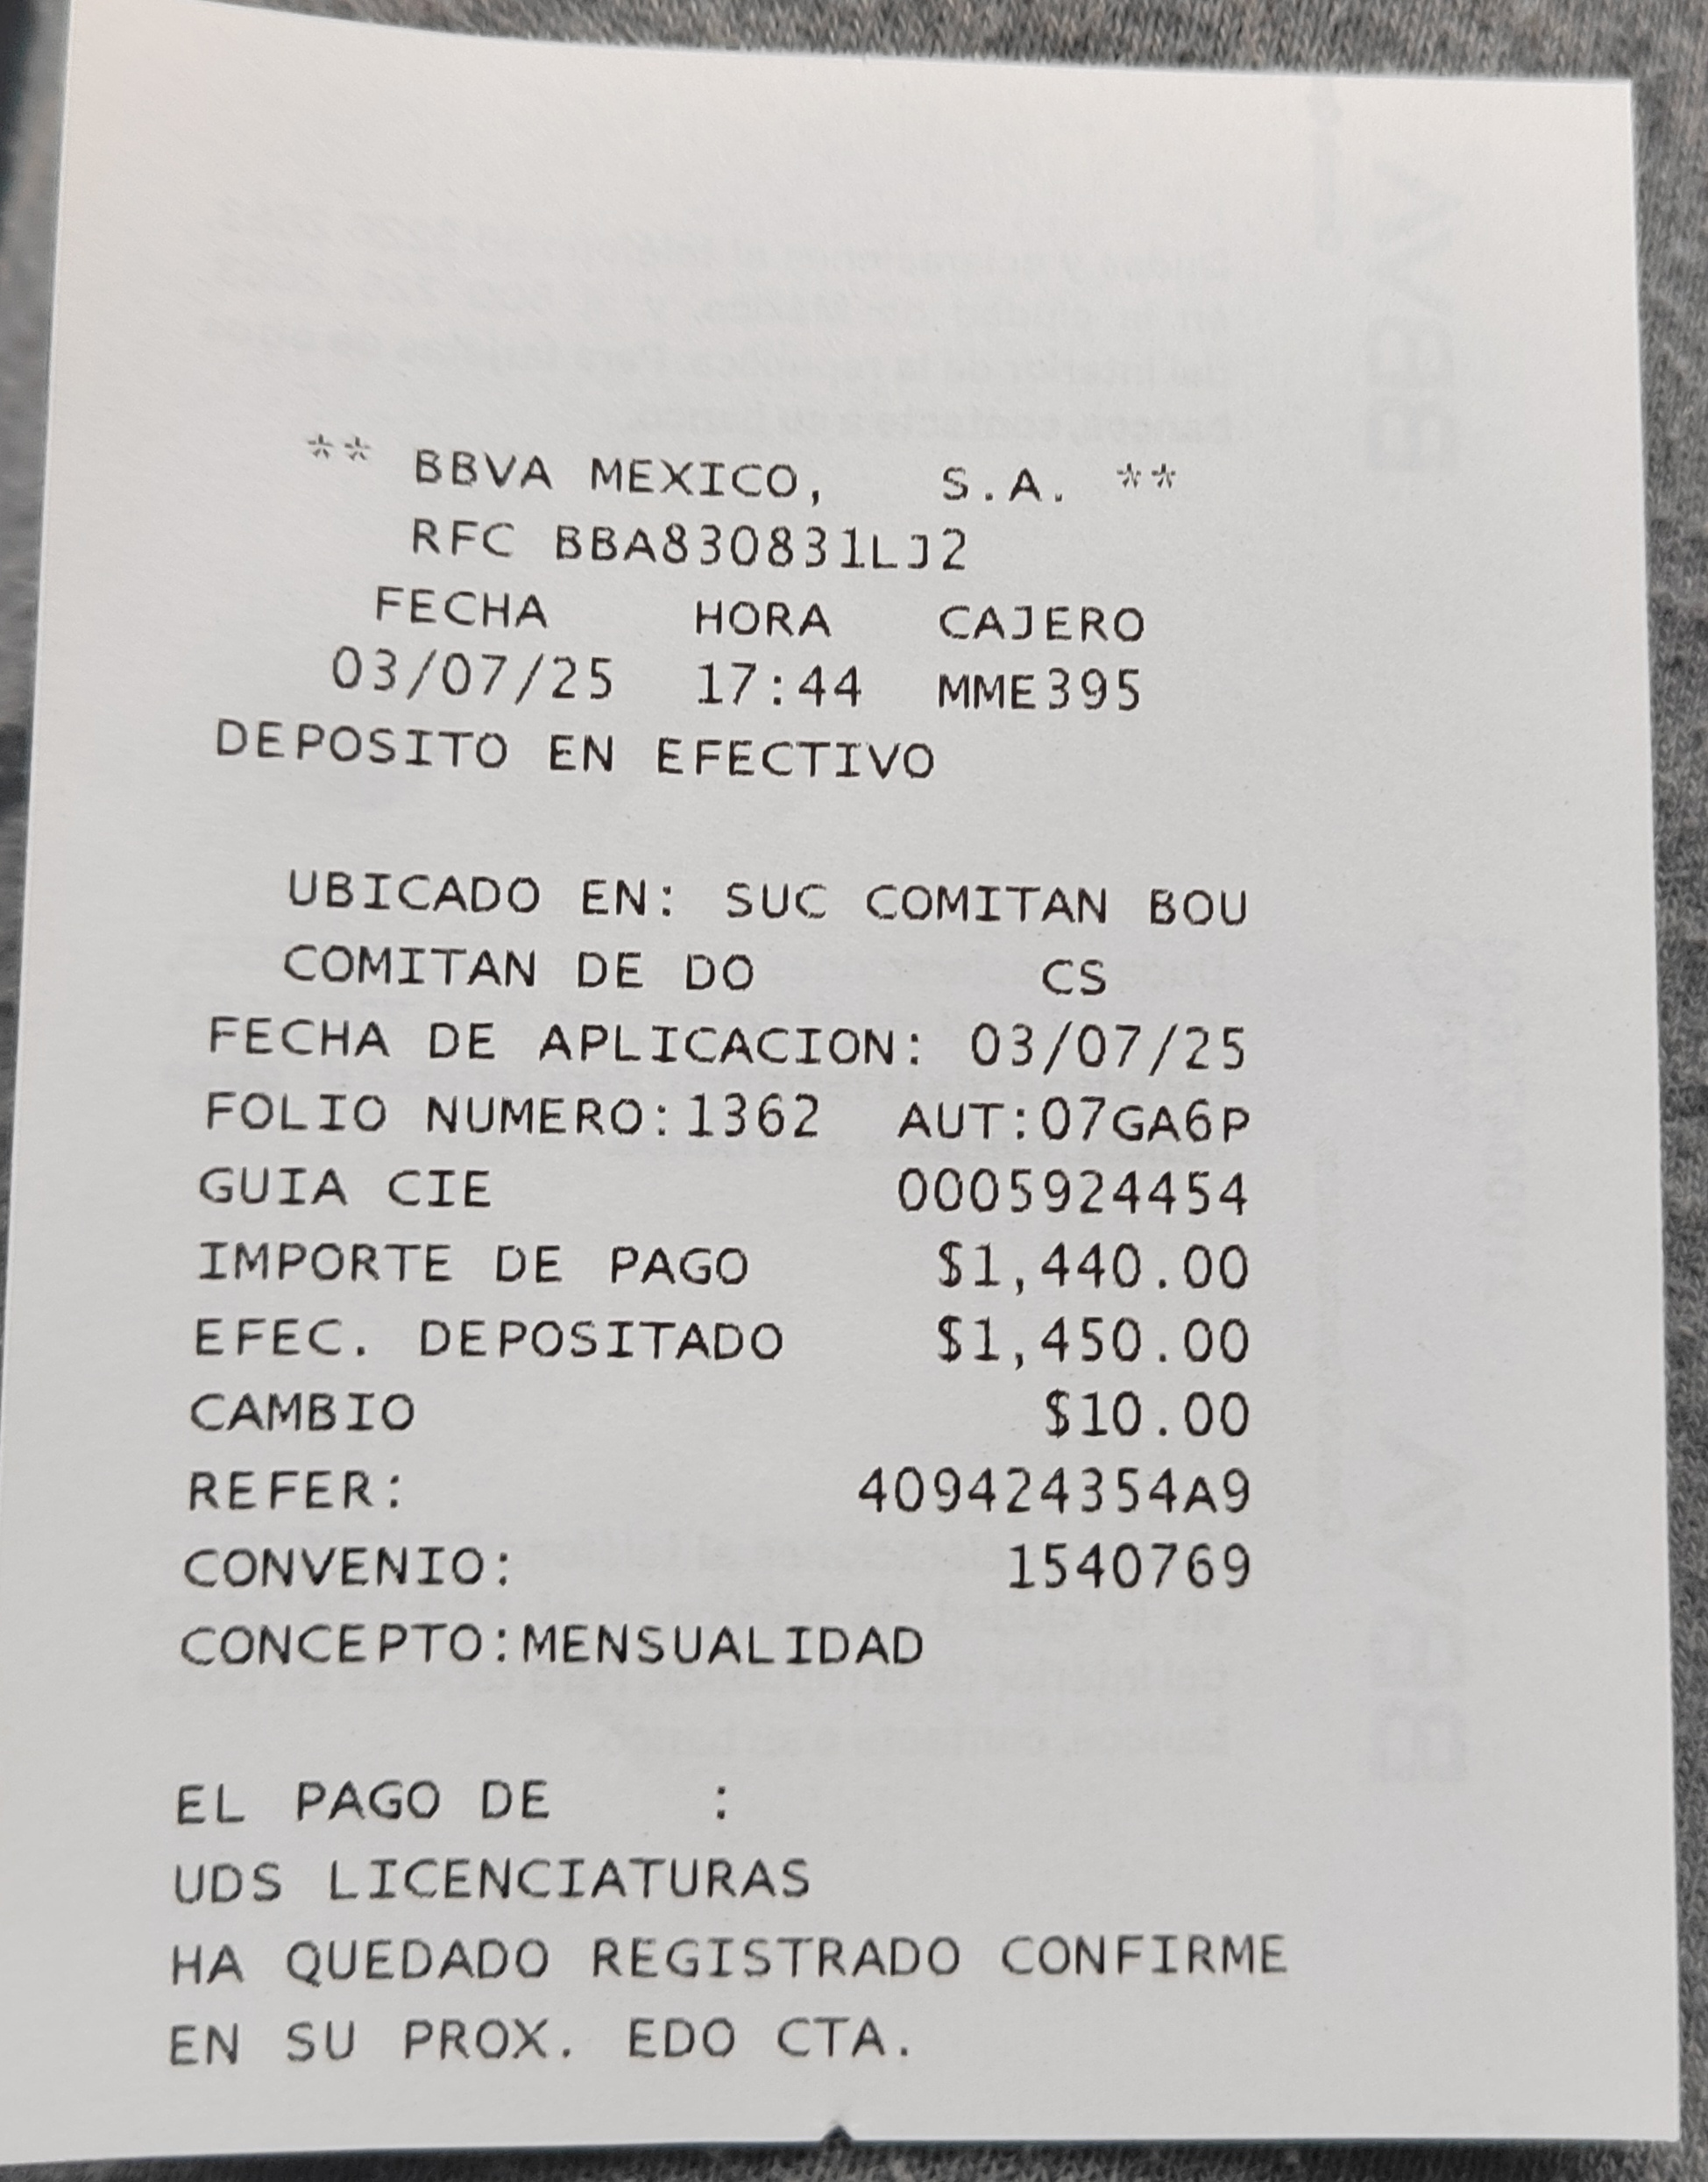 ** BBVA MEXICO, S.A. **
RFC BBA830831LJ2
FECHA HORA CAJERO
03/07/25 17:44 MME395
DEPOSITO EN EFECTIVO
UBICADO EN: SUC COMITAN BOU
COMITAN DE DO CS
FECHA DE APLICACION: 03/07/25
FOLIO NUMERO:1362 AUT:07GA6P
GUIA CIE 0005924454
IMPORTE DE PAGO $1,440.00
EFEC. DEPOSITADO $1,450.00
CAMBIO $10.00
REFER: 409424354A9
CONVENIO: 1540769
CONCEPTO:MENSUALIDAD
EL PAGO DE :
UDS LICENCIATURAS
HA QUEDADO REGISTRADO CONFIRME
EN SU PROX. EDO CTA.